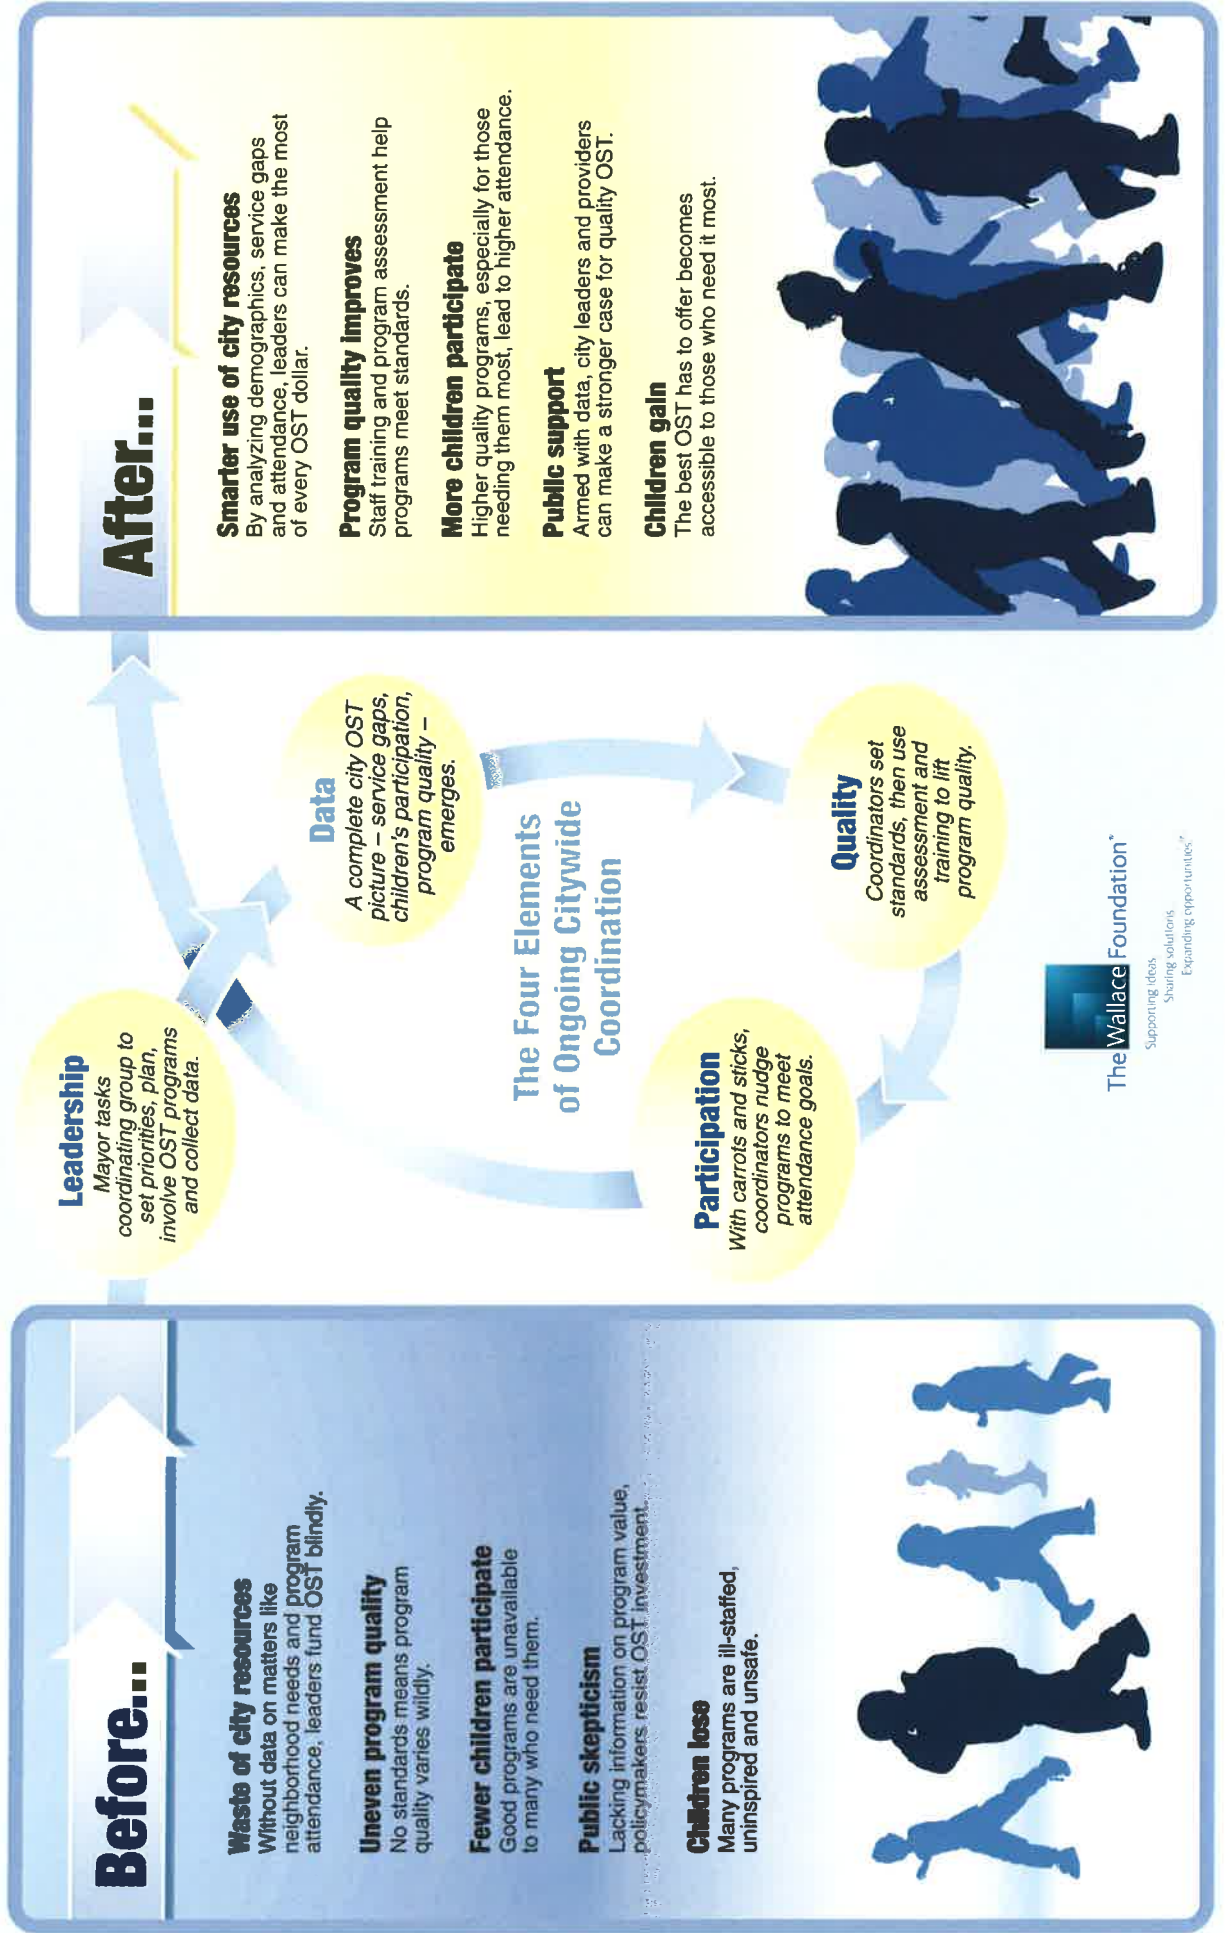 Before...
Waste of city resources
Without data on matters like
neighborhood needs and program
attendance, leaders fund OST blindly.
Uneven program quality
No standards means program
quality varies wildly.
Fewer children participate
Good programs are unavailable
to many who need them.
Public skepticism
Lacking information on program value,
policymakers resist OST investment.
Children lose
Many programs are ill-staffed,
uninspired and unsafe.
Leadership
Mayor tasks
coordinating group to
set priorities, plan,
involve OST programs
and collect data.
Data
A complete city OST
picture – service gaps,
children's participation,
program quality –
emerges.
The Four Elements
of Ongoing Citywide
Coordination
Participation
With carrots and sticks,
coordinators nudge
programs to meet
attendance goals.
Quality
Coordinators set
standards, then use
assessment and
training to lift
program quality.
The Wallace Foundation®
Supporting ideas
Sharing solutions
Expanding opportunities.®
After...
Smarter use of city resources
By analyzing demographics, service gaps
and attendance, leaders can make the most
of every OST dollar.
Program quality improves
Staff training and program assessment help
programs meet standards.
More children participate
Higher quality programs, especially for those
needing them most, lead to higher attendance.
Public support
Armed with data, city leaders and providers
can make a stronger case for quality OST.
Children gain
The best OST has to offer becomes
accessible to those who need it most.